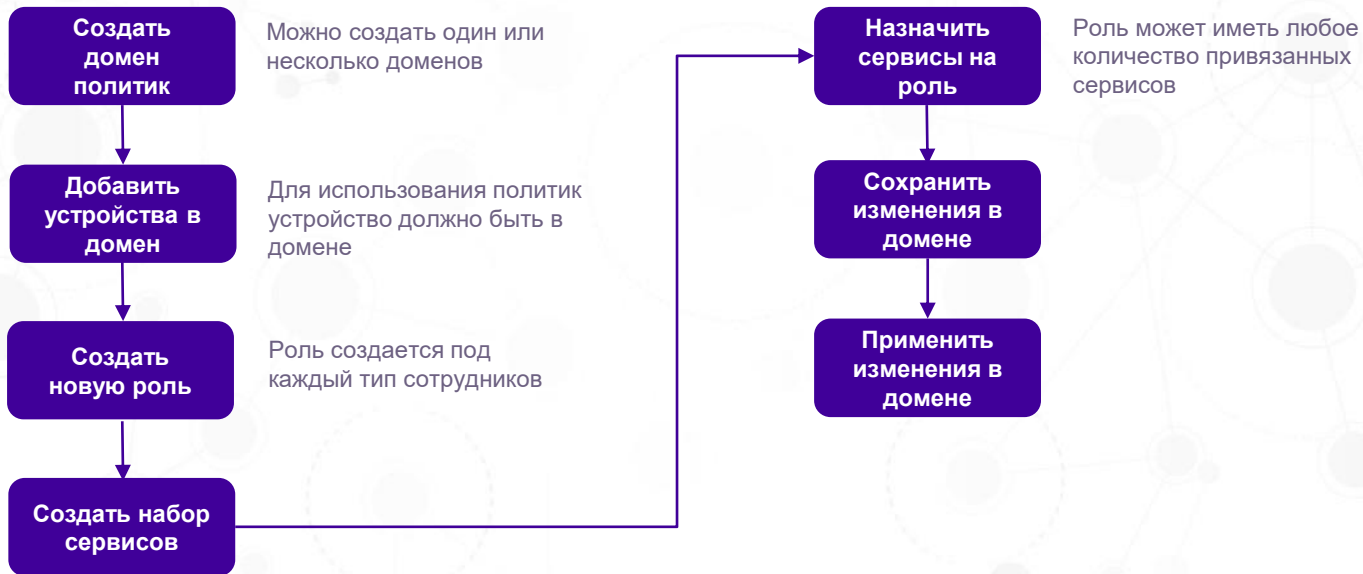 Создать
домен
политик
Можно создать один или
несколько доменов
Добавить
устройства в
домен
Для использования политик
устройство должно быть в
домене
Создать
новую роль
Роль создается под
каждый тип сотрудников
Создать набор
сервисов
Назначить
сервисы на
роль
Роль может иметь любое
количество привязанных
сервисов
Сохранить
изменения в
домене
Применить
изменения в
домене